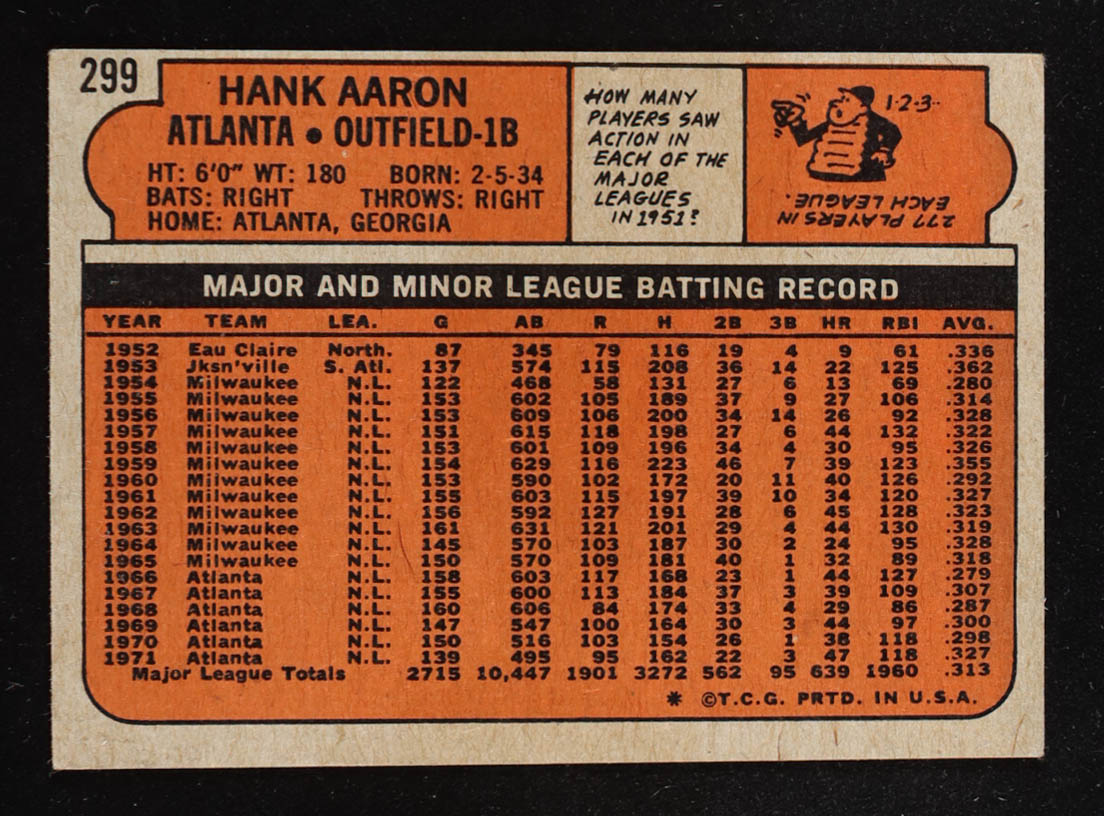 299
HANK AARON
ATLANTA • OUTFIELD-1B
HT: 6'0" WT: 180 BORN: 2-5-34
BATS: RIGHT THROWS: RIGHT
HOME: ATLANTA, GEORGIA
HOW MANY
PLAYERS SAW
ACTION IN
EACH OF THE
MAJOR
LEAGUES
IN 1951?
1-2-3--
277 PLAYERS IN
EACH LEAGUE.
MAJOR AND MINOR LEAGUE BATTING RECORD
YEAR TEAM LEA. G AB R H 2B 3B HR RBI AVG.
1952 Eau Claire North. 87 345 79 116 19 4 9 61 .336
1953 Jksn'ville S. Atl. 137 574 115 208 36 14 22 125 .362
1954 Milwaukee N.L. 122 468 58 131 27 6 13 69 .280
1955 Milwaukee N.L. 153 602 105 189 37 9 27 106 .314
1956 Milwaukee N.L. 153 609 106 200 34 14 26 92 .328
1957 Milwaukee N.L. 151 615 118 198 27 6 44 132 .322
1958 Milwaukee N.L. 153 601 109 196 34 4 30 95 .326
1959 Milwaukee N.L. 154 629 116 223 46 7 39 123 .355
1960 Milwaukee N.L. 153 590 102 172 20 11 40 126 .292
1961 Milwaukee N.L. 155 603 115 197 39 10 34 120 .327
1962 Milwaukee N.L. 156 592 127 191 28 6 45 128 .323
1963 Milwaukee N.L. 161 631 121 201 29 4 44 130 .319
1964 Milwaukee N.L. 145 570 103 187 30 2 24 95 .328
1965 Milwaukee N.L. 150 570 109 181 40 1 32 89 .318
1966 Atlanta N.L. 158 603 117 168 23 1 44 127 .279
1967 Atlanta N.L. 155 600 113 184 37 3 39 109 .307
1968 Atlanta N.L. 160 606 84 174 33 4 29 86 .287
1969 Atlanta N.L. 147 547 100 164 30 3 44 97 .300
1970 Atlanta N.L. 150 516 103 154 26 1 38 118 .298
1971 Atlanta N.L. 139 495 95 162 22 3 47 118 .327
Major League Totals 2715 10,447 1901 3272 562 95 639 1960 .313
* ©T.C.G. PRTD. IN U.S.A.